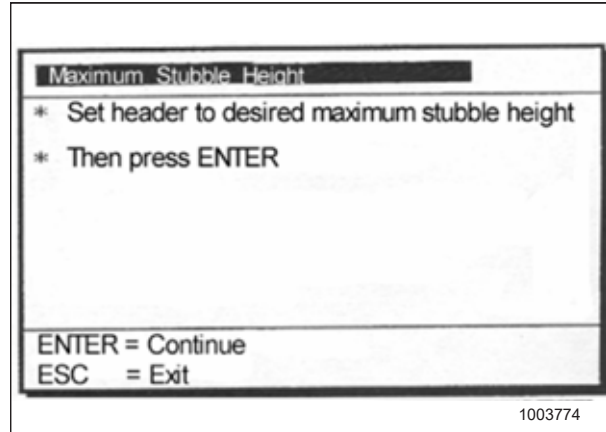 Maximum Stubble Height
* Set header to desired maximum stubble height
* Then press ENTER
ENTER = Continue
ESC = Exit
1003774